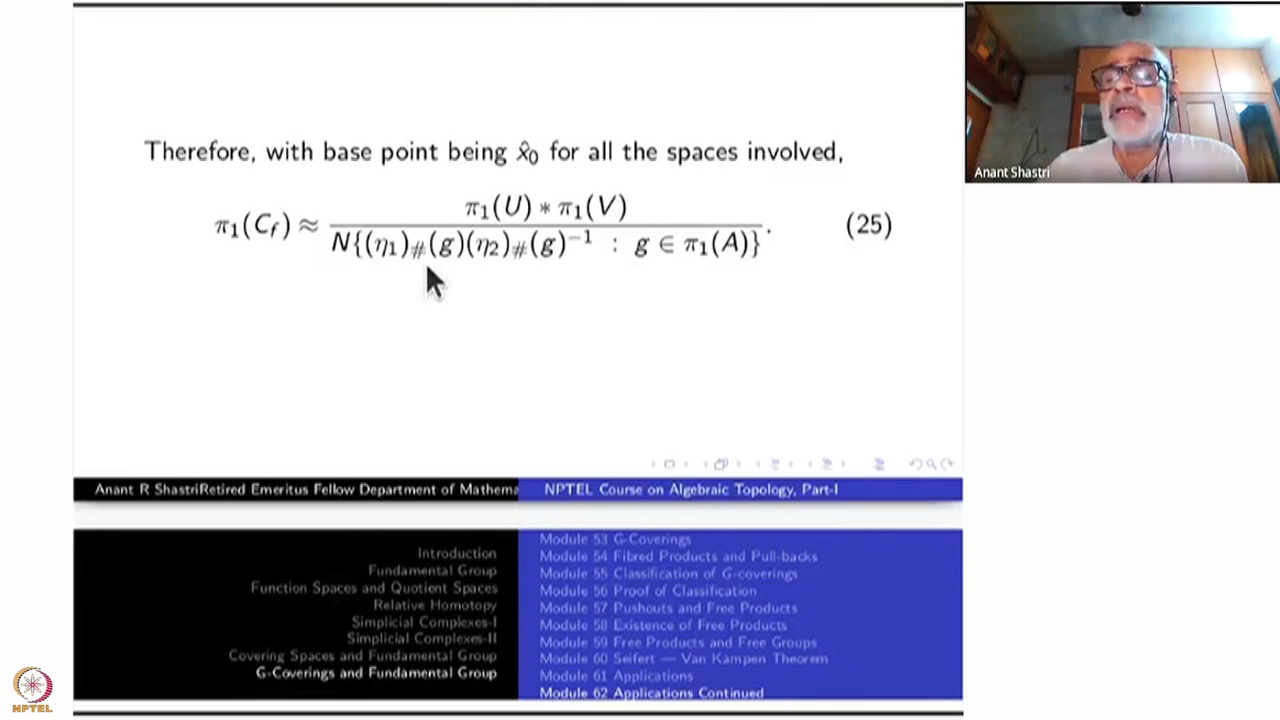 Therefore, with base point being x̂₀ for all the spaces involved,
π₁(C_f) ≈ π₁(U) ∗ π₁(V) / N{(η₁)#(g)(η₂)#(g)⁻¹ : g ∈ π₁(A)}. (25)
Anant Shastri
Anant R ShastriRetired Emeritus Fellow Department of Mathema
NPTEL Course on Algebraic Topology, Part-I
Introduction
Fundamental Group
Function Spaces and Quotient Spaces
Relative Homotopy
Simplicial Complexes-I
Simplicial Complexes-II
Covering Spaces and Fundamental Group
G-Coverings and Fundamental Group
Module 53 G-Coverings
Module 54 Fibred Products and Pull-backs
Module 55 Classification of G-coverings
Module 56 Proof of Classification
Module 57 Pushouts and Free Products
Module 58 Existence of Free Products
Module 59 Free Products and Free Groups
Module 60 Seifert — Van Kampen Theorem
Module 61 Applications
Module 62 Applications Continued
NPTEL